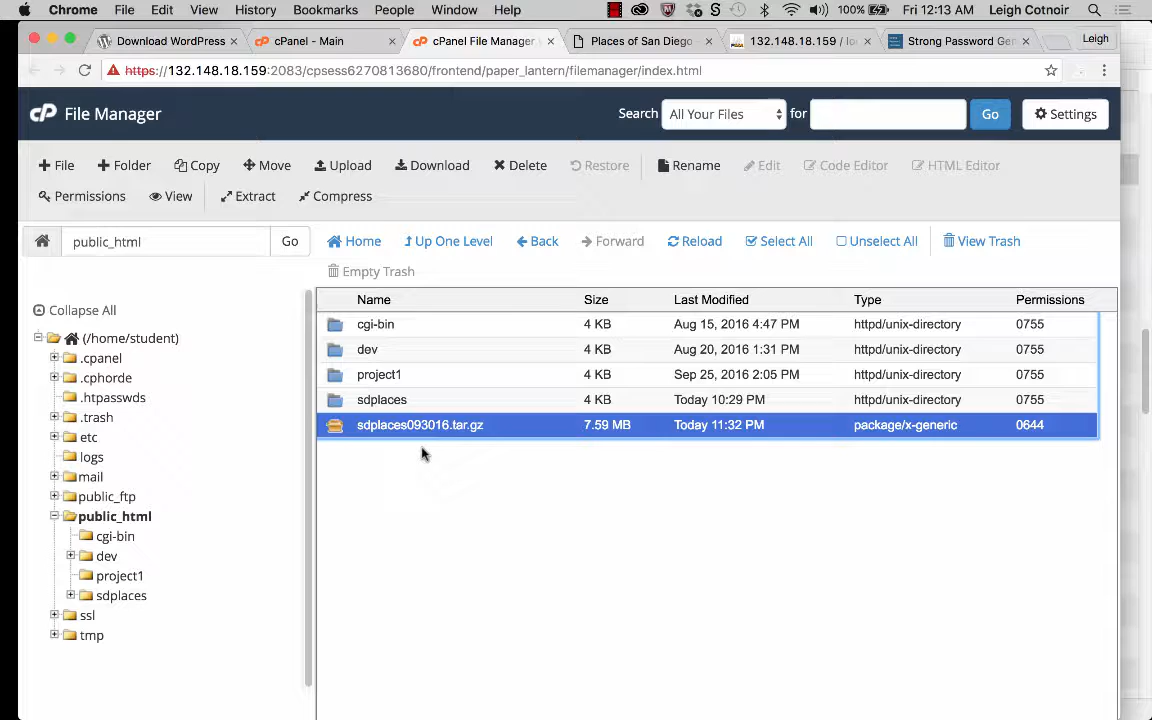 Chrome File Edit View History Bookmarks People Window Help 100% Fri 12:13 AM Leigh Cotnoir
Download WordPress cPanel - Main cPanel File Manager Places of San Diego 132.148.18.159 / lo Strong Password Gen Leigh
https://132.148.18.159:2083/cpsess6270813680/frontend/paper_lantern/filemanager/index.html
cP File Manager Search All Your Files for Go Settings
File Folder Copy Move Upload Download Delete Restore Rename Edit Code Editor HTML Editor
Permissions View Extract Compress
public_html Go Home Up One Level Back Forward Reload Select All Unselect All View Trash
Empty Trash
Collapse All
(/home/student)
.cpanel
.cphorde
.htpasswds
.trash
etc
logs
mail
public_ftp
public_html
cgi-bin
dev
project1
sdplaces
ssl
tmp
Name Size Last Modified Type Permissions
cgi-bin 4 KB Aug 15, 2016 4:47 PM httpd/unix-directory 0755
dev 4 KB Aug 20, 2016 1:31 PM httpd/unix-directory 0755
project1 4 KB Sep 25, 2016 2:05 PM httpd/unix-directory 0755
sdplaces 4 KB Today 10:29 PM httpd/unix-directory 0755
sdplaces093016.tar.gz 7.59 MB Today 11:32 PM package/x-generic 0644